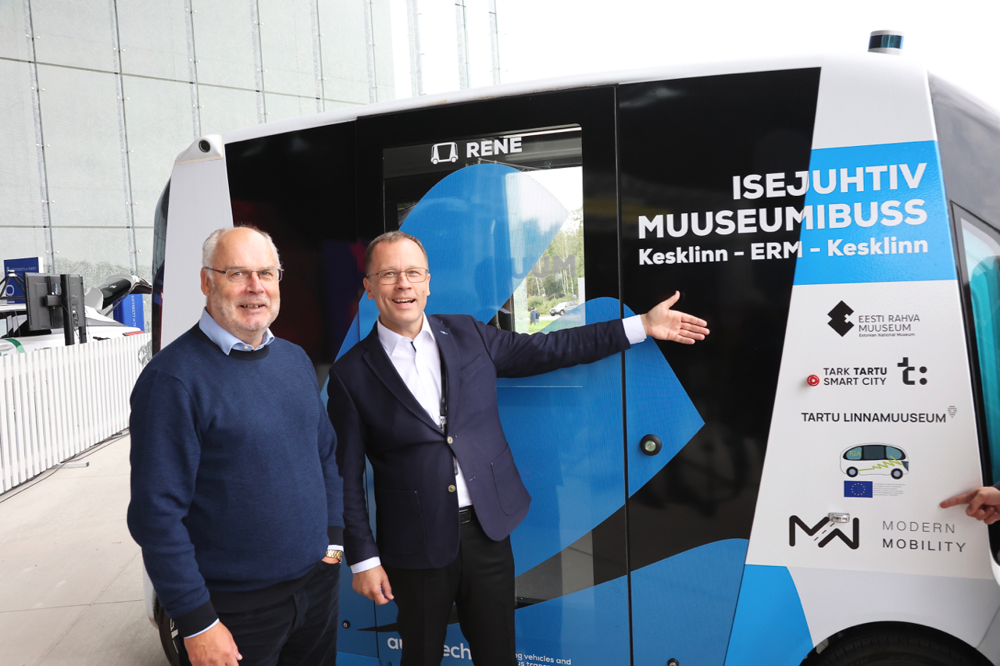 RENE
ISEJUHTIV
MUUSEUMIBUSS
Kesklinn - ERM - Kesklinn
EESTI RAHVA
MUUSEUM
Estonian National Museum
TARK TARTU
SMART CITY
t:
TARTU LINNAMUUSEUM
MODERN
MOBILITY